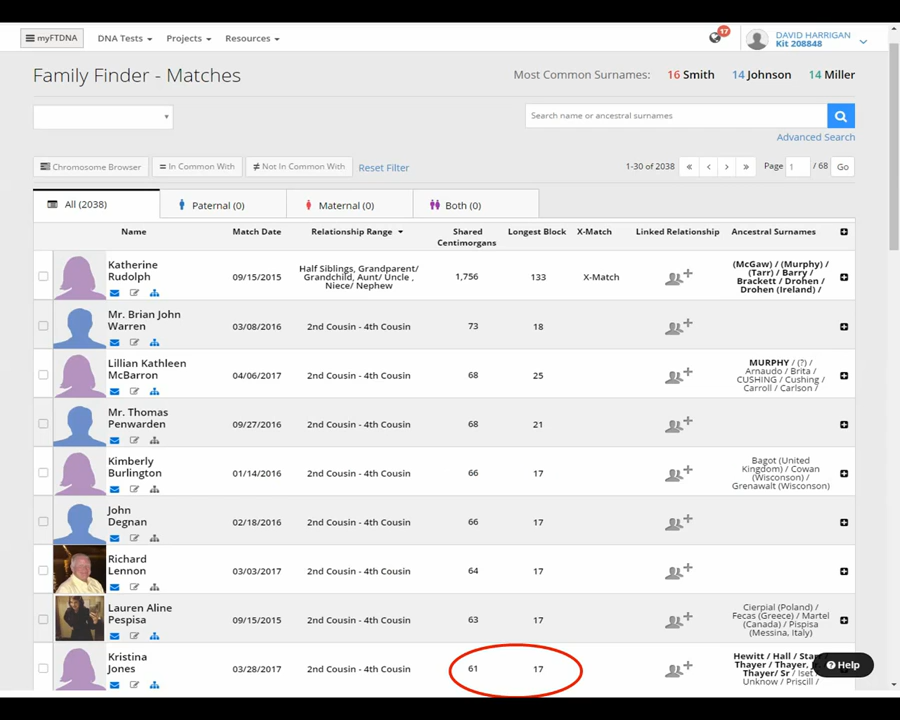 myFTDNA DNA Tests Projects Resources 17 DAVID HARRIGAN
Kit 208848
Family Finder - Matches Most Common Surnames: 16 Smith 14 Johnson 14 Miller
Search name or ancestral surnames
Advanced Search
Chromosome Browser = In Common With ≠ Not In Common With Reset Filter 1-30 of 2038 « ‹ › » Page 1 / 68 Go
All (2038) Paternal (0) Maternal (0) Both (0)
Name Match Date Relationship Range Shared Centimorgans Longest Block X-Match Linked Relationship Ancestral Surnames
Katherine Rudolph 09/15/2015 Half Siblings, Grandparent/ Grandchild, Aunt/ Uncle , Niece/ Nephew 1,756 133 X-Match (McGaw) / (Murphy) / (Tarr) / Barry / Brackett / Drohen / Drohen (Ireland) /
Mr. Brian John Warren 03/08/2016 2nd Cousin - 4th Cousin 73 18
Lillian Kathleen McBarron 04/06/2017 2nd Cousin - 4th Cousin 68 25 MURPHY / (?) / Arnaudo / Brita / CUSHING / Cushing / Carroll / Carlson /
Mr. Thomas Penwarden 09/27/2016 2nd Cousin - 4th Cousin 68 21
Kimberly Burlington 01/14/2016 2nd Cousin - 4th Cousin 66 17 Bagot (United Kingdom) / Cowan (Wisconson) / Grenawalt (Wisconson)
John Degnan 02/18/2016 2nd Cousin - 4th Cousin 66 17
Richard Lennon 03/03/2017 2nd Cousin - 4th Cousin 64 17
Lauren Aline Pespisa 09/15/2015 2nd Cousin - 4th Cousin 63 17 Cierpial (Poland) / Fecas (Greece) / Martel (Canada) / Pispisa (Messina, Italy)
Kristina Jones 03/28/2017 2nd Cousin - 4th Cousin 61 17 Hewitt / Hall / Thayer / Thayer, Thayer/ Sr / Unknow / Priscill /
Help